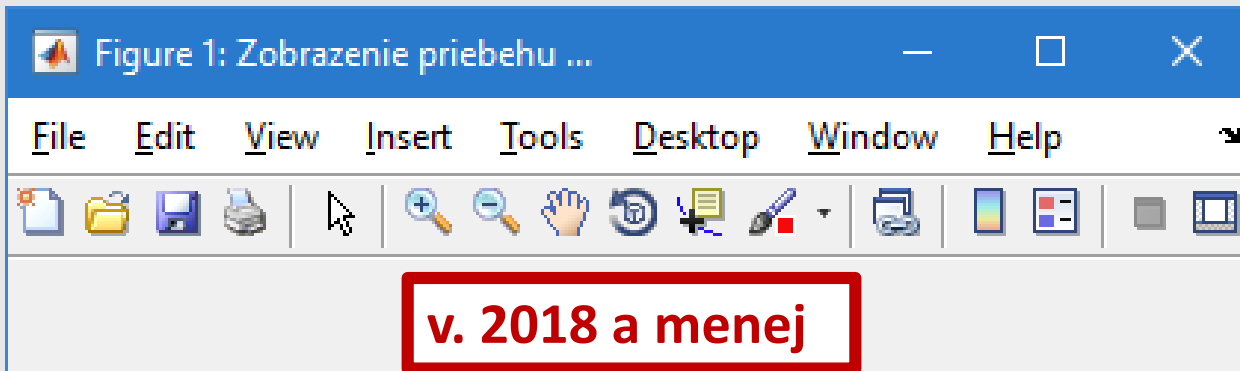 Figure 1: Zobrazenie priebehu ...
File Edit View Insert Tools Desktop Window Help
v. 2018 a menej